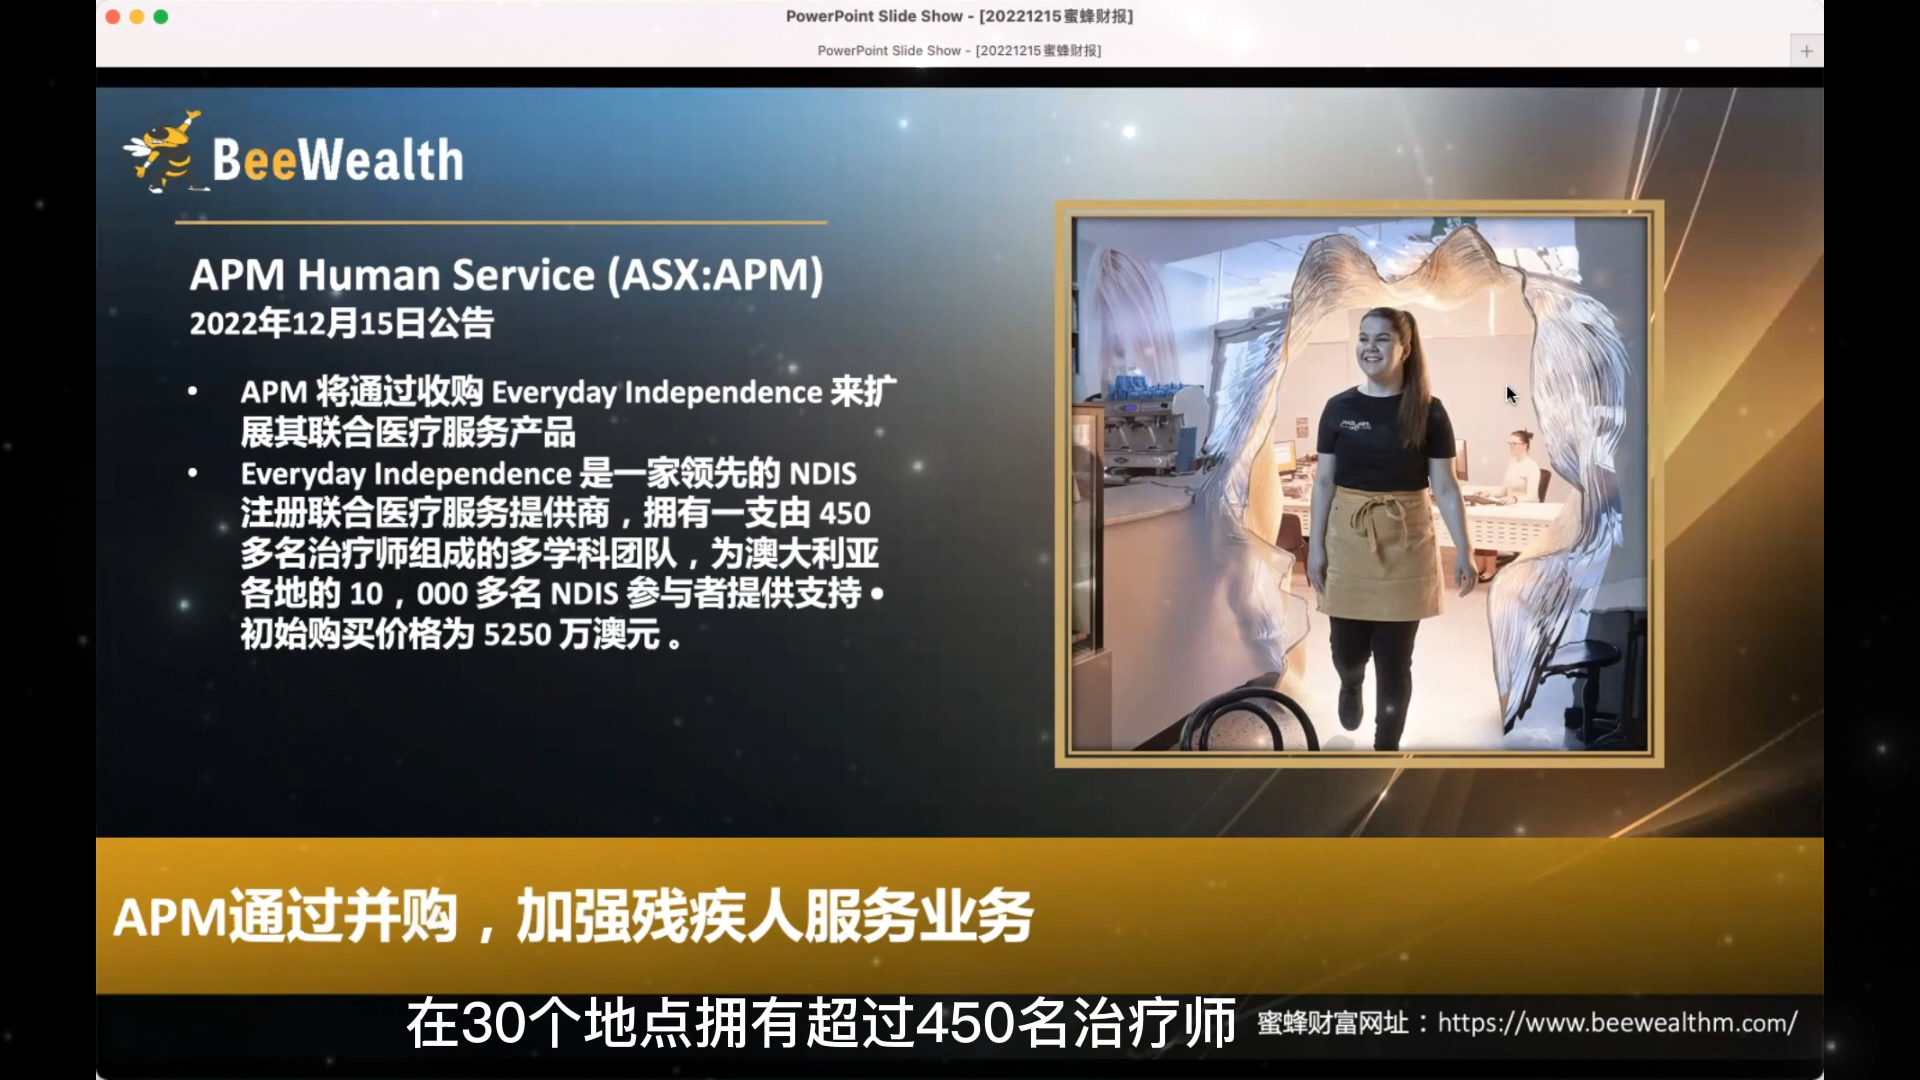 PowerPoint Slide Show - [20221215蜜蜂财报]
PowerPoint Slide Show - [20221215蜜蜂财报]
BeeWealth
APM Human Service (ASX:APM)
2022年12月15日公告
• APM 将通过收购 Everyday Independence 来扩
展其联合医疗服务产品
• Everyday Independence 是一家领先的 NDIS
注册联合医疗服务提供商，拥有一支由 450
多名治疗师组成的多学科团队，为澳大利亚
各地的 10，000 多名 NDIS 参与者提供支持 •
初始购买价格为 5250 万澳元 。
APM通过并购，加强残疾人服务业务
在30个地点拥有超过450名治疗师
蜜蜂财富网址：https://www.beewealthm.com/